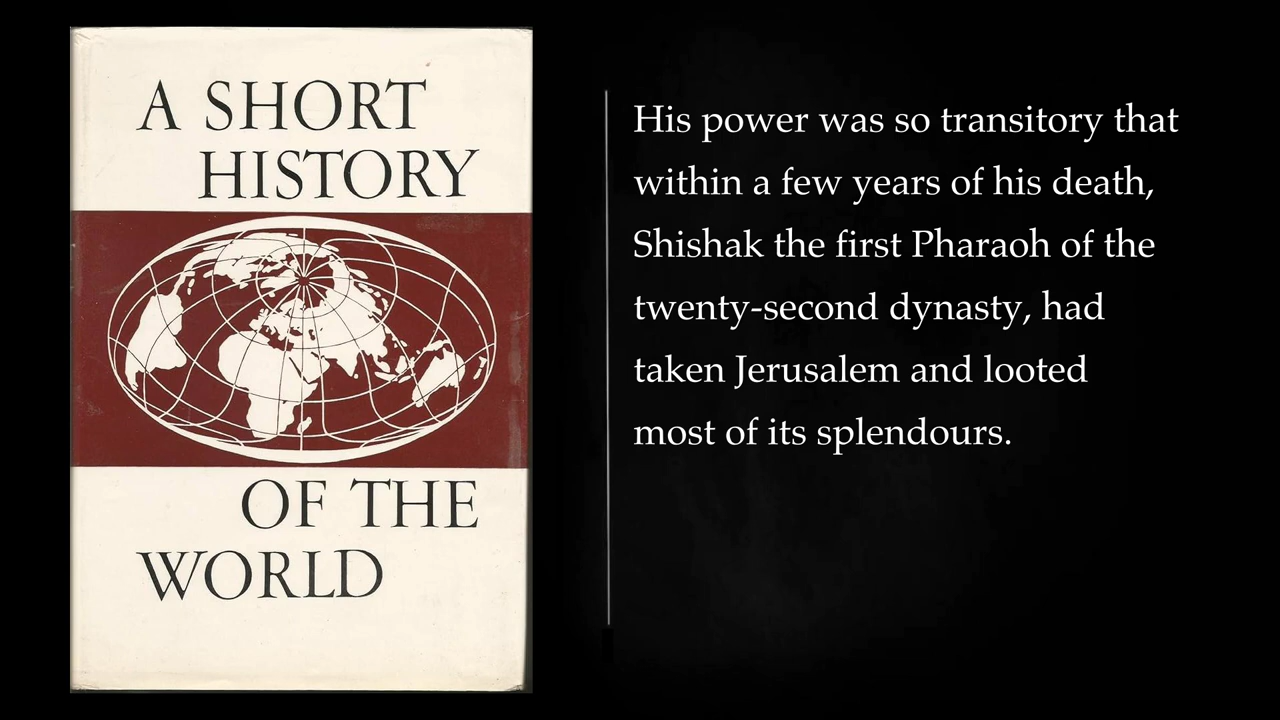 A SHORT
HISTORY
OF THE
WORLD
His power was so transitory that
within a few years of his death,
Shishak the first Pharaoh of the
twenty-second dynasty, had
taken Jerusalem and looted
most of its splendours.